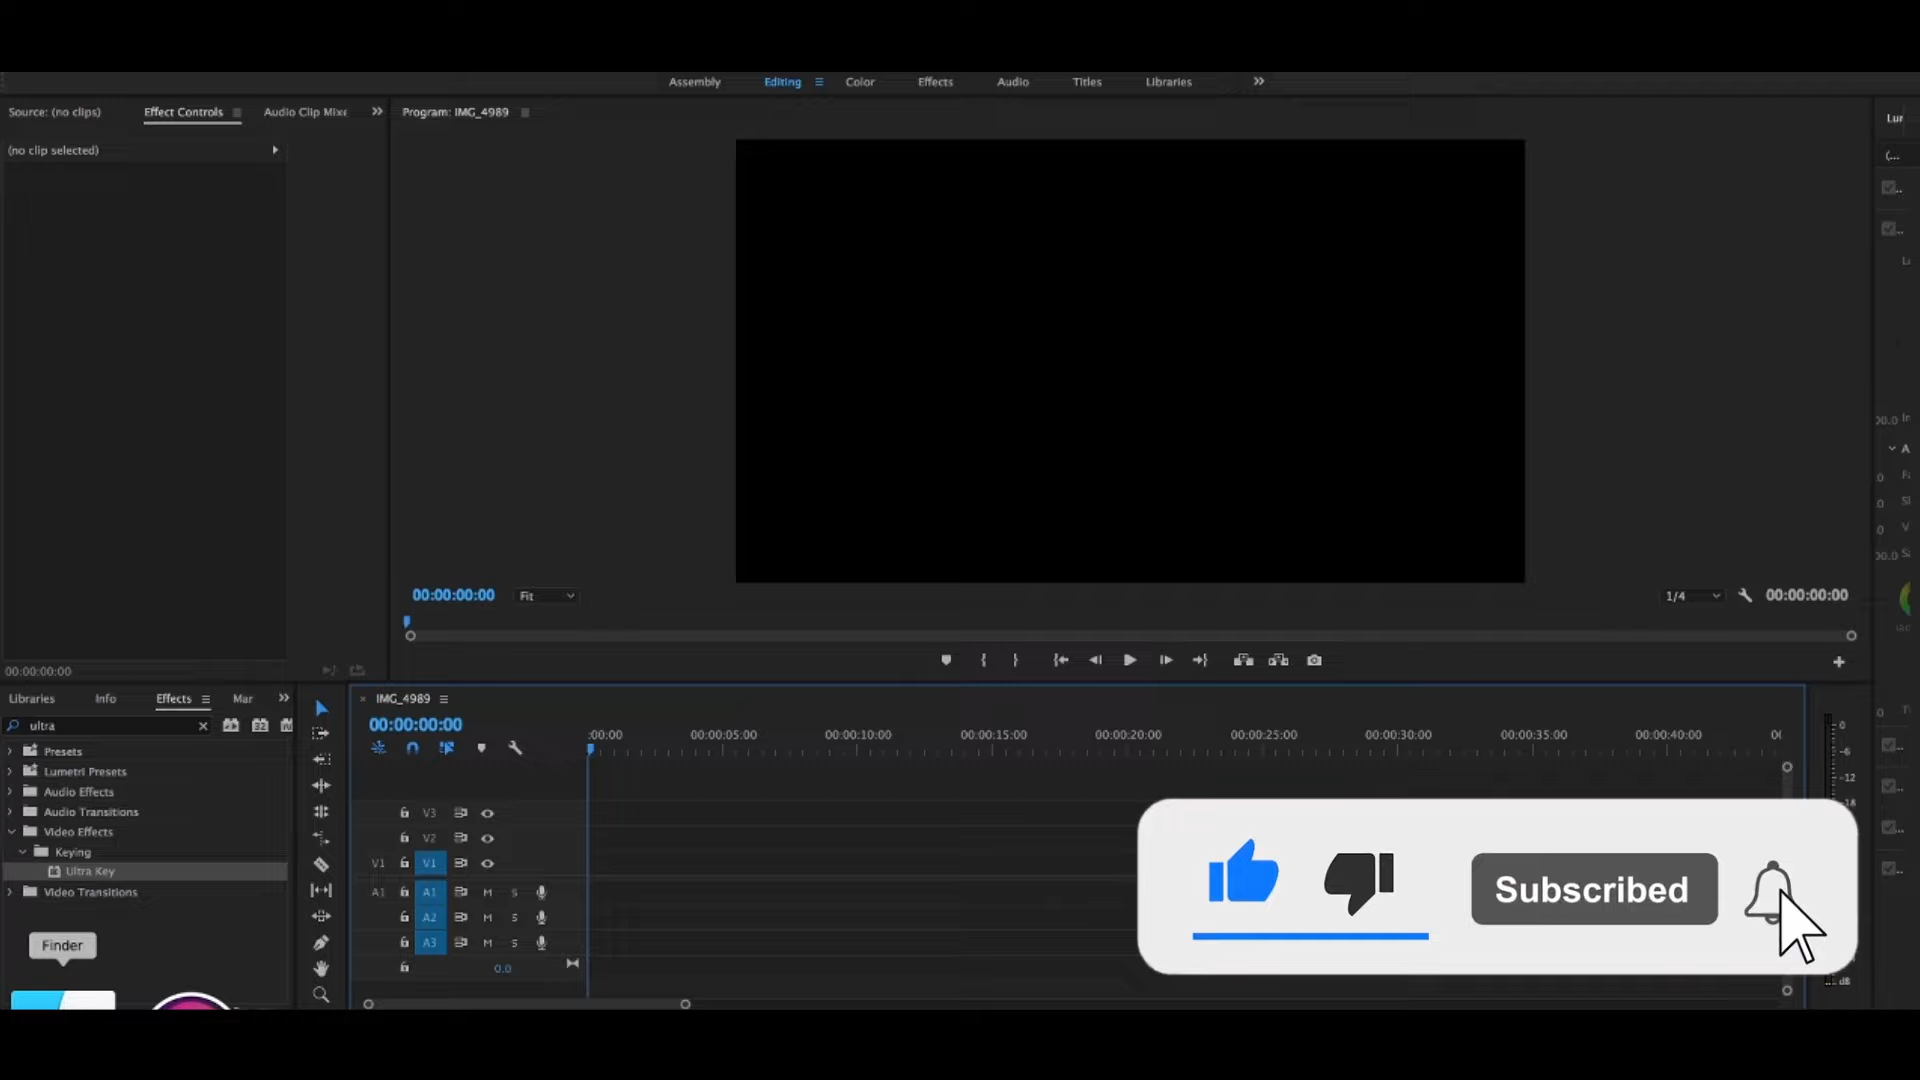 Assembly Editing Color Effects Audio Titles Libraries
Source: (no clips) Effect Controls Audio Clip Mixe Program: IMG_4989
(no clip selected)
00:00:00:00 Fit 1/4 00:00:00:00
00:00:00:00
Libraries Info Effects Mar
IMG_4989
ultra
00:00:00:00
:00:00 00:00:05:00 00:00:10:00 00:00:15:00 00:00:20:00 00:00:25:00 00:00:30:00 00:00:35:00 00:00:40:00
Presets
Lumetri Presets
Audio Effects
Audio Transitions
Video Effects
Keying
Ultra Key
Video Transitions
V3
V2
V1 V1
A1 A1 M S
A2 M S
A3 M S
0.0
0
-6
-12
-18
dB
Subscribed
Finder